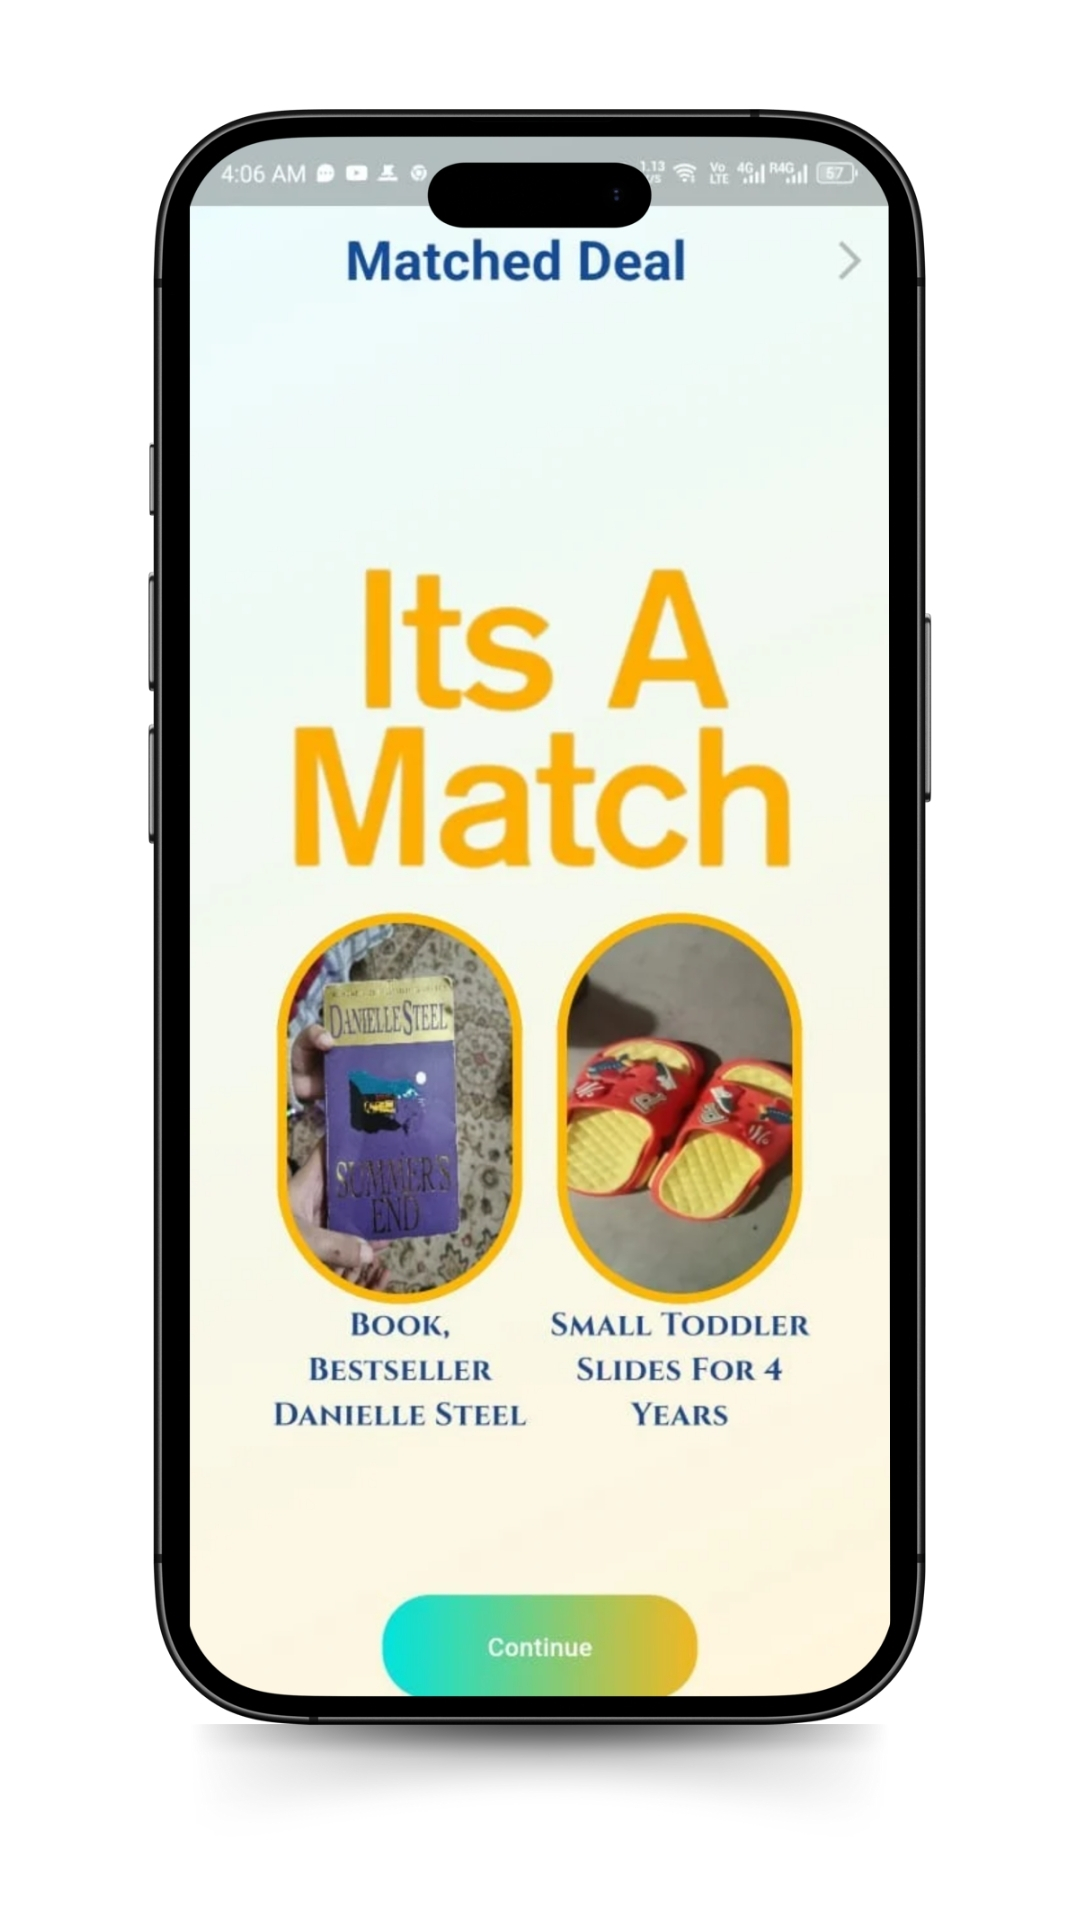 4:06 AM
1.13
Vo
LTE
4G
R4G
57
Matched Deal
Its A
Match
DANIELLE STEEL
SUMMER'S
END
BOOK,
BESTSELLER
DANIELLE STEEL
SMALL TODDLER
SLIDES FOR 4
YEARS
Continue